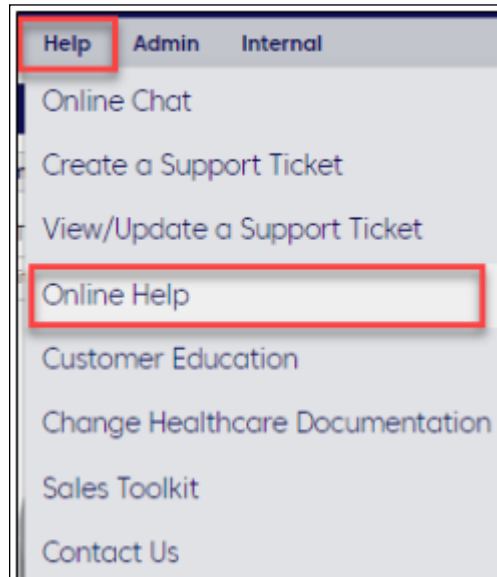 Help Admin Internal
Online Chat
Create a Support Ticket
View/Update a Support Ticket
Online Help
Customer Education
Change Healthcare Documentation
Sales Toolkit
Contact Us